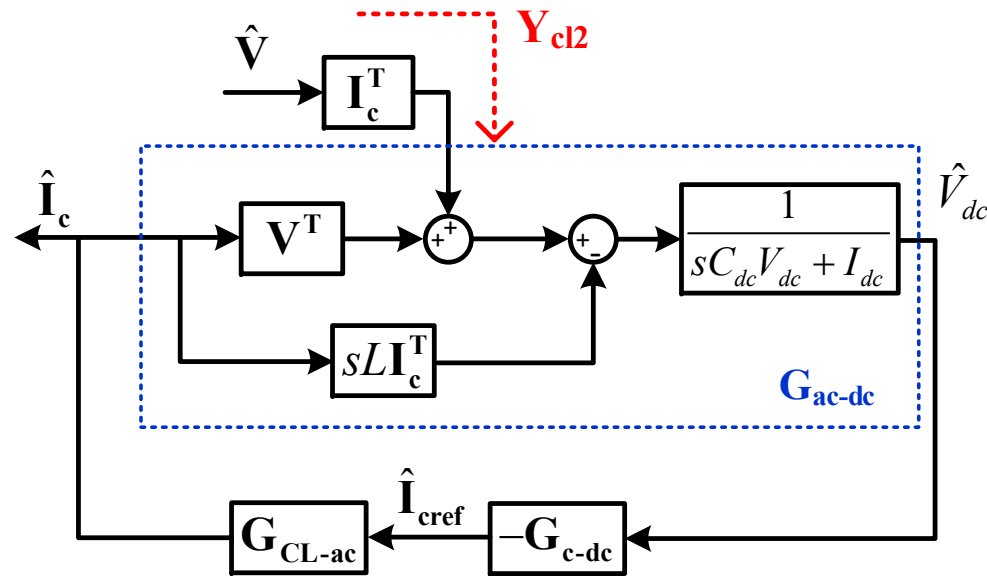 V̂
Y_cl2
I_c^T
Î_c
V^T
+
+
+
-
1
sC_dc V_dc + I_dc
V̂_dc
sLI_c^T
G_ac-dc
Î_cref
G_CL-ac
−G_c-dc